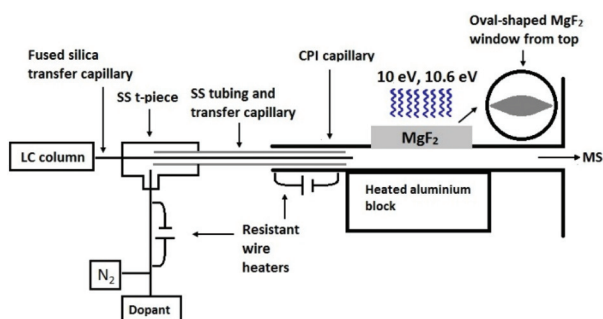 Oval-shaped MgF₂
window from top
Fused silica
transfer capillary
CPI capillary
SS t-piece
SS tubing and
transfer capillary
10 eV, 10.6 eV
MgF₂
LC column
MS
Heated aluminium
block
Resistant
wire
heaters
N₂
Dopant